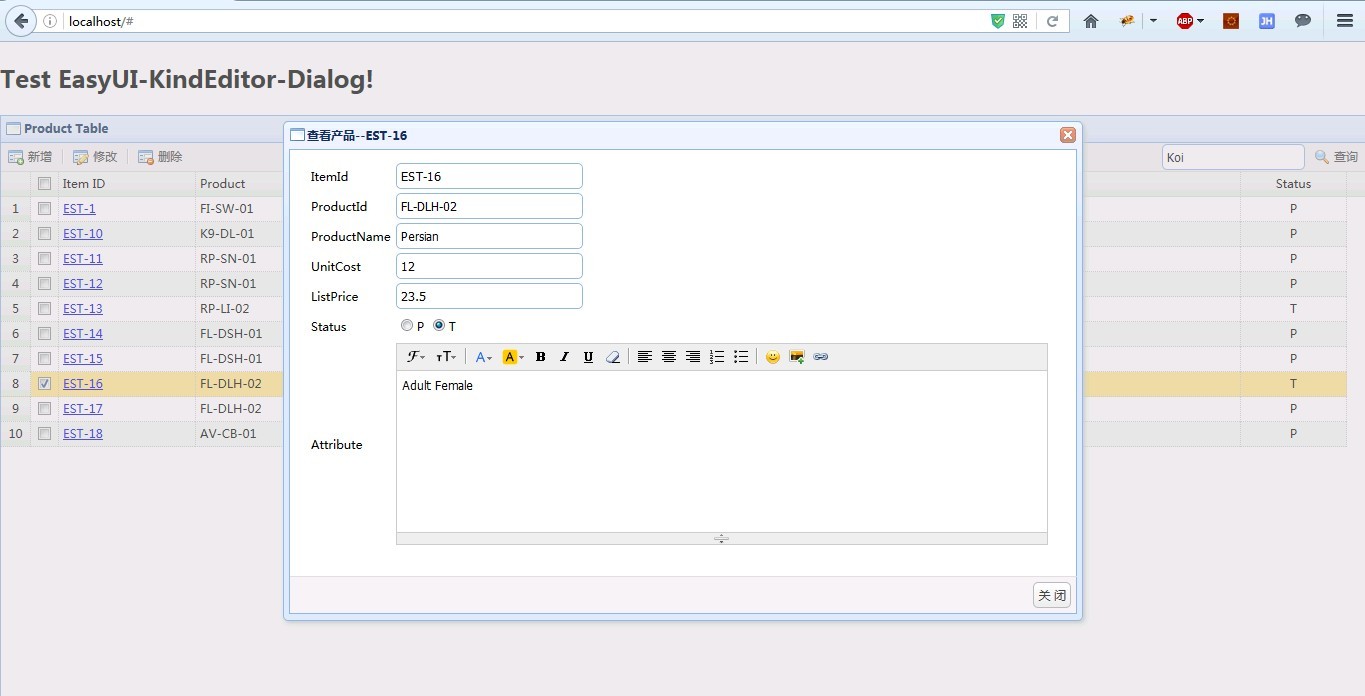 localhost/#
ABP
JH
Test EasyUI-KindEditor-Dialog!
Product Table
新增 修改 删除
Koi 查询
Item ID Product Status
1 EST-1 FI-SW-01 P
2 EST-10 K9-DL-01 P
3 EST-11 RP-SN-01 P
4 EST-12 RP-SN-01 P
5 EST-13 RP-LI-02 T
6 EST-14 FL-DSH-01 P
7 EST-15 FL-DSH-01 P
8 EST-16 FL-DLH-02 T
9 EST-17 FL-DLH-02 P
10 EST-18 AV-CB-01 P
查看产品--EST-16
ItemId EST-16
ProductId FL-DLH-02
ProductName Persian
UnitCost 12
ListPrice 23.5
Status P T
Attribute
F TT A A B I U
Adult Female
关 闭